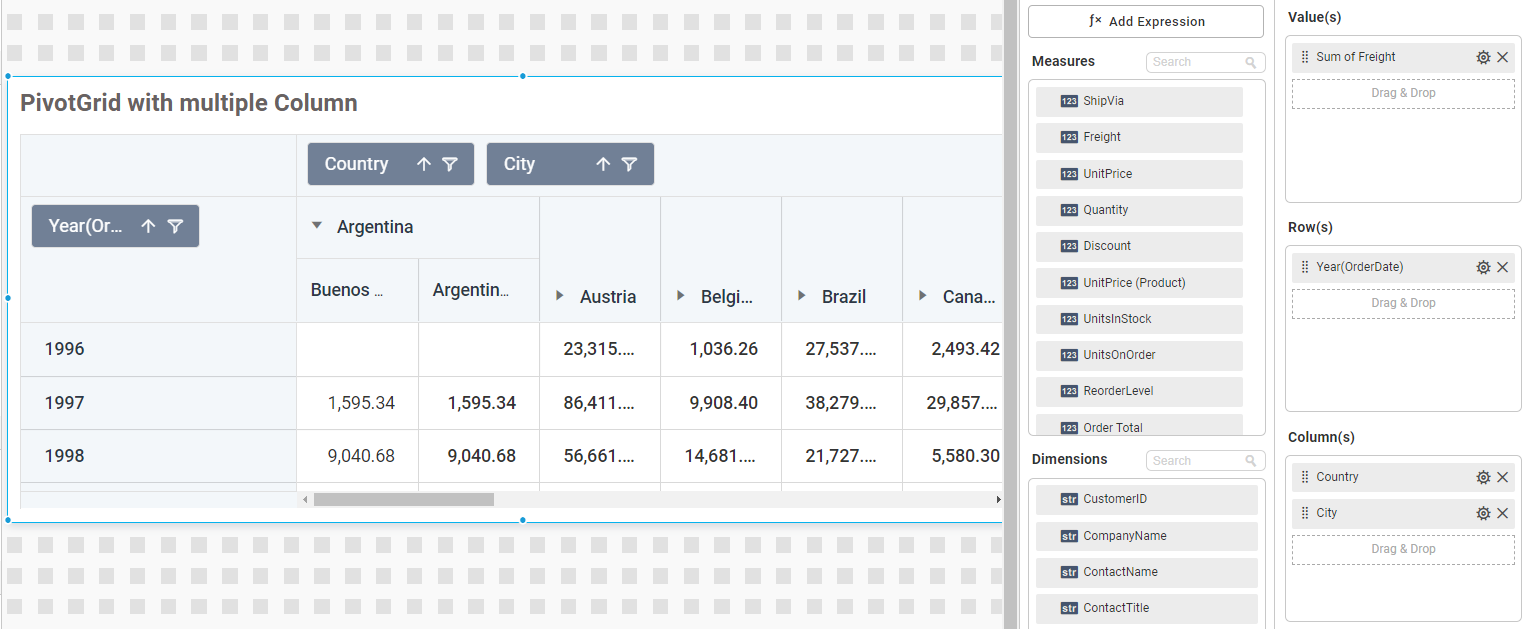 PivotGrid with multiple Column
Country City
Year(Or...
Argentina
Buenos ... Argentin... Austria Belgi... Brazil Cana...
1996 23,315.... 1,036.26 27,537.... 2,493.42
1997 1,595.34 1,595.34 86,411.... 9,908.40 38,279.... 29,857....
1998 9,040.68 9,040.68 56,661.... 14,681.... 21,727.... 5,580.30
ƒx Add Expression
Measures Search
123 ShipVia
123 Freight
123 UnitPrice
123 Quantity
123 Discount
123 UnitPrice (Product)
123 UnitsInStock
123 UnitsOnOrder
123 ReorderLevel
123 Order Total
Dimensions Search
str CustomerID
str CompanyName
str ContactName
str ContactTitle
Value(s)
Sum of Freight
Drag & Drop
Row(s)
Year(OrderDate)
Drag & Drop
Column(s)
Country
City
Drag & Drop